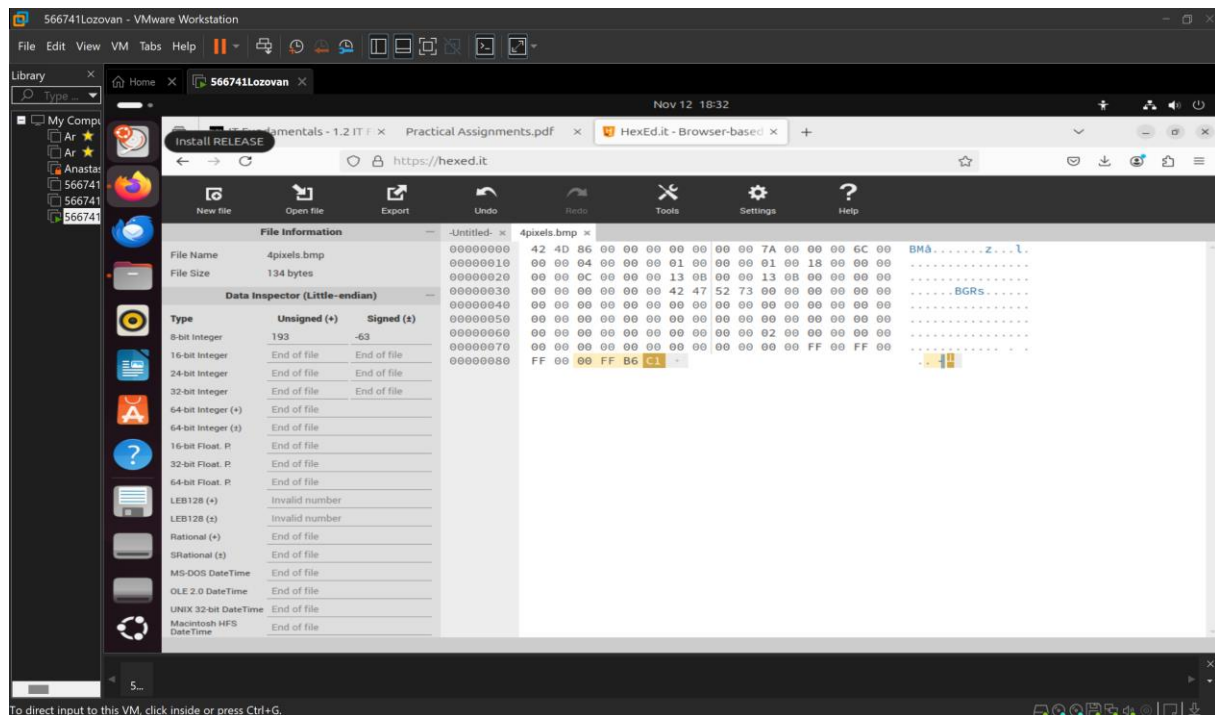 566741Lozovan - VMware Workstation
File Edit View VM Tabs Help
Library
Type ...
Home
566741Lozovan
My Compu
Ar
Ar
Anastas
566741
566741
566741
Nov 12 18:32
Install RELEASE
damentals - 1.2 IT F
Practical Assignments.pdf
HexEd.it - Browser-based
https://hexed.it
New file
Open file
Export
Undo
Redo
Tools
Settings
Help
File Information
File Name 4pixels.bmp
File Size 134 bytes
Data Inspector (Little-endian)
Type Unsigned (+) Signed (±)
8-bit Integer 193 -63
16-bit Integer End of file End of file
24-bit Integer End of file End of file
32-bit Integer End of file End of file
64-bit Integer (+) End of file
64-bit Integer (±) End of file
16-bit Float. P. End of file
32-bit Float. P. End of file
64-bit Float. P. End of file
LEB128 (+) Invalid number
LEB128 (±) Invalid number
Rational (+) End of file
SRational (±) End of file
MS-DOS DateTime End of file
OLE 2.0 DateTime End of file
UNIX 32-bit DateTime End of file
Macintosh HFS DateTime End of file
-Untitled- 4pixels.bmp
00000000 42 4D 86 00 00 00 00 00 00 00 7A 00 00 00 6C 00 BMå.......z...l.
00000010 00 00 04 00 00 00 01 00 00 00 01 00 18 00 00 00 ................
00000020 00 00 0C 00 00 00 13 0B 00 00 13 0B 00 00 00 00 ................
00000030 00 00 00 00 00 00 42 47 52 73 00 00 00 00 00 00 ......BGRs......
00000040 00 00 00 00 00 00 00 00 00 00 00 00 00 00 00 00 ................
00000050 00 00 00 00 00 00 00 00 00 00 00 00 00 00 00 00 ................
00000060 00 00 00 00 00 00 00 00 00 00 02 00 00 00 00 00 ................
00000070 00 00 00 00 00 00 00 00 00 00 00 00 FF 00 FF 00
00000080 FF 00 00 FF B6 C1
5...
To direct input to this VM, click inside or press Ctrl+G.